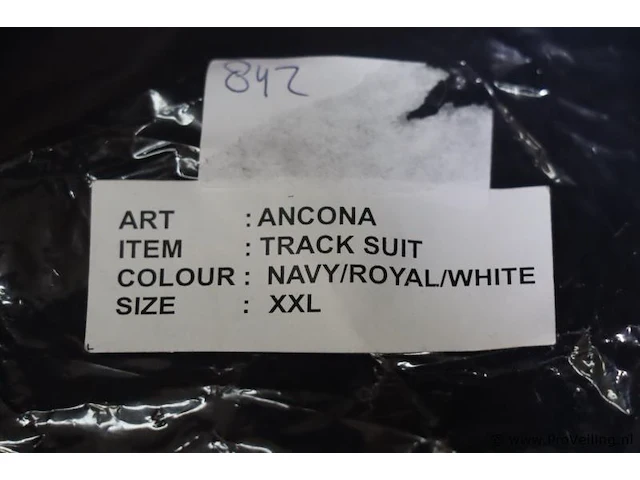 842
ART : ANCONA
ITEM : TRACK SUIT
COLOUR : NAVY/ROYAL/WHITE
SIZE : XXL
© www.ProVeiling.nl